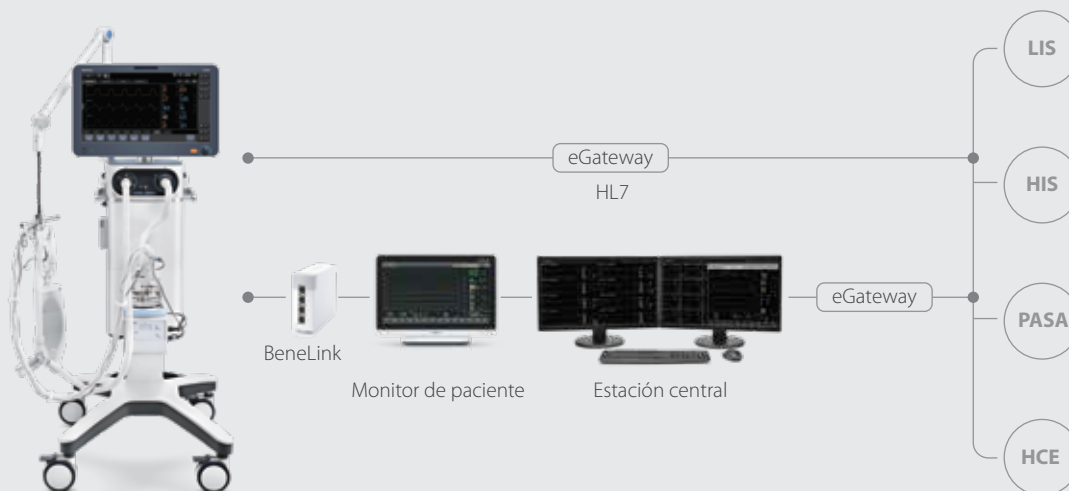 LIS
eGateway
HL7
HIS
BeneLink
Monitor de paciente
Estación central
eGateway
PASA
HCE